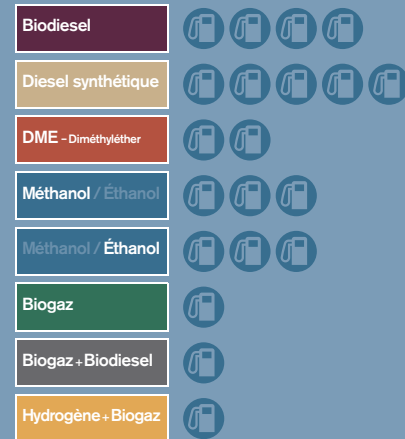 Biodiesel
Diesel synthétique
DME – Diméthyléther
Méthanol / Éthanol
Méthanol / Éthanol
Biogaz
Biogaz + Biodiesel
Hydrogène + Biogaz